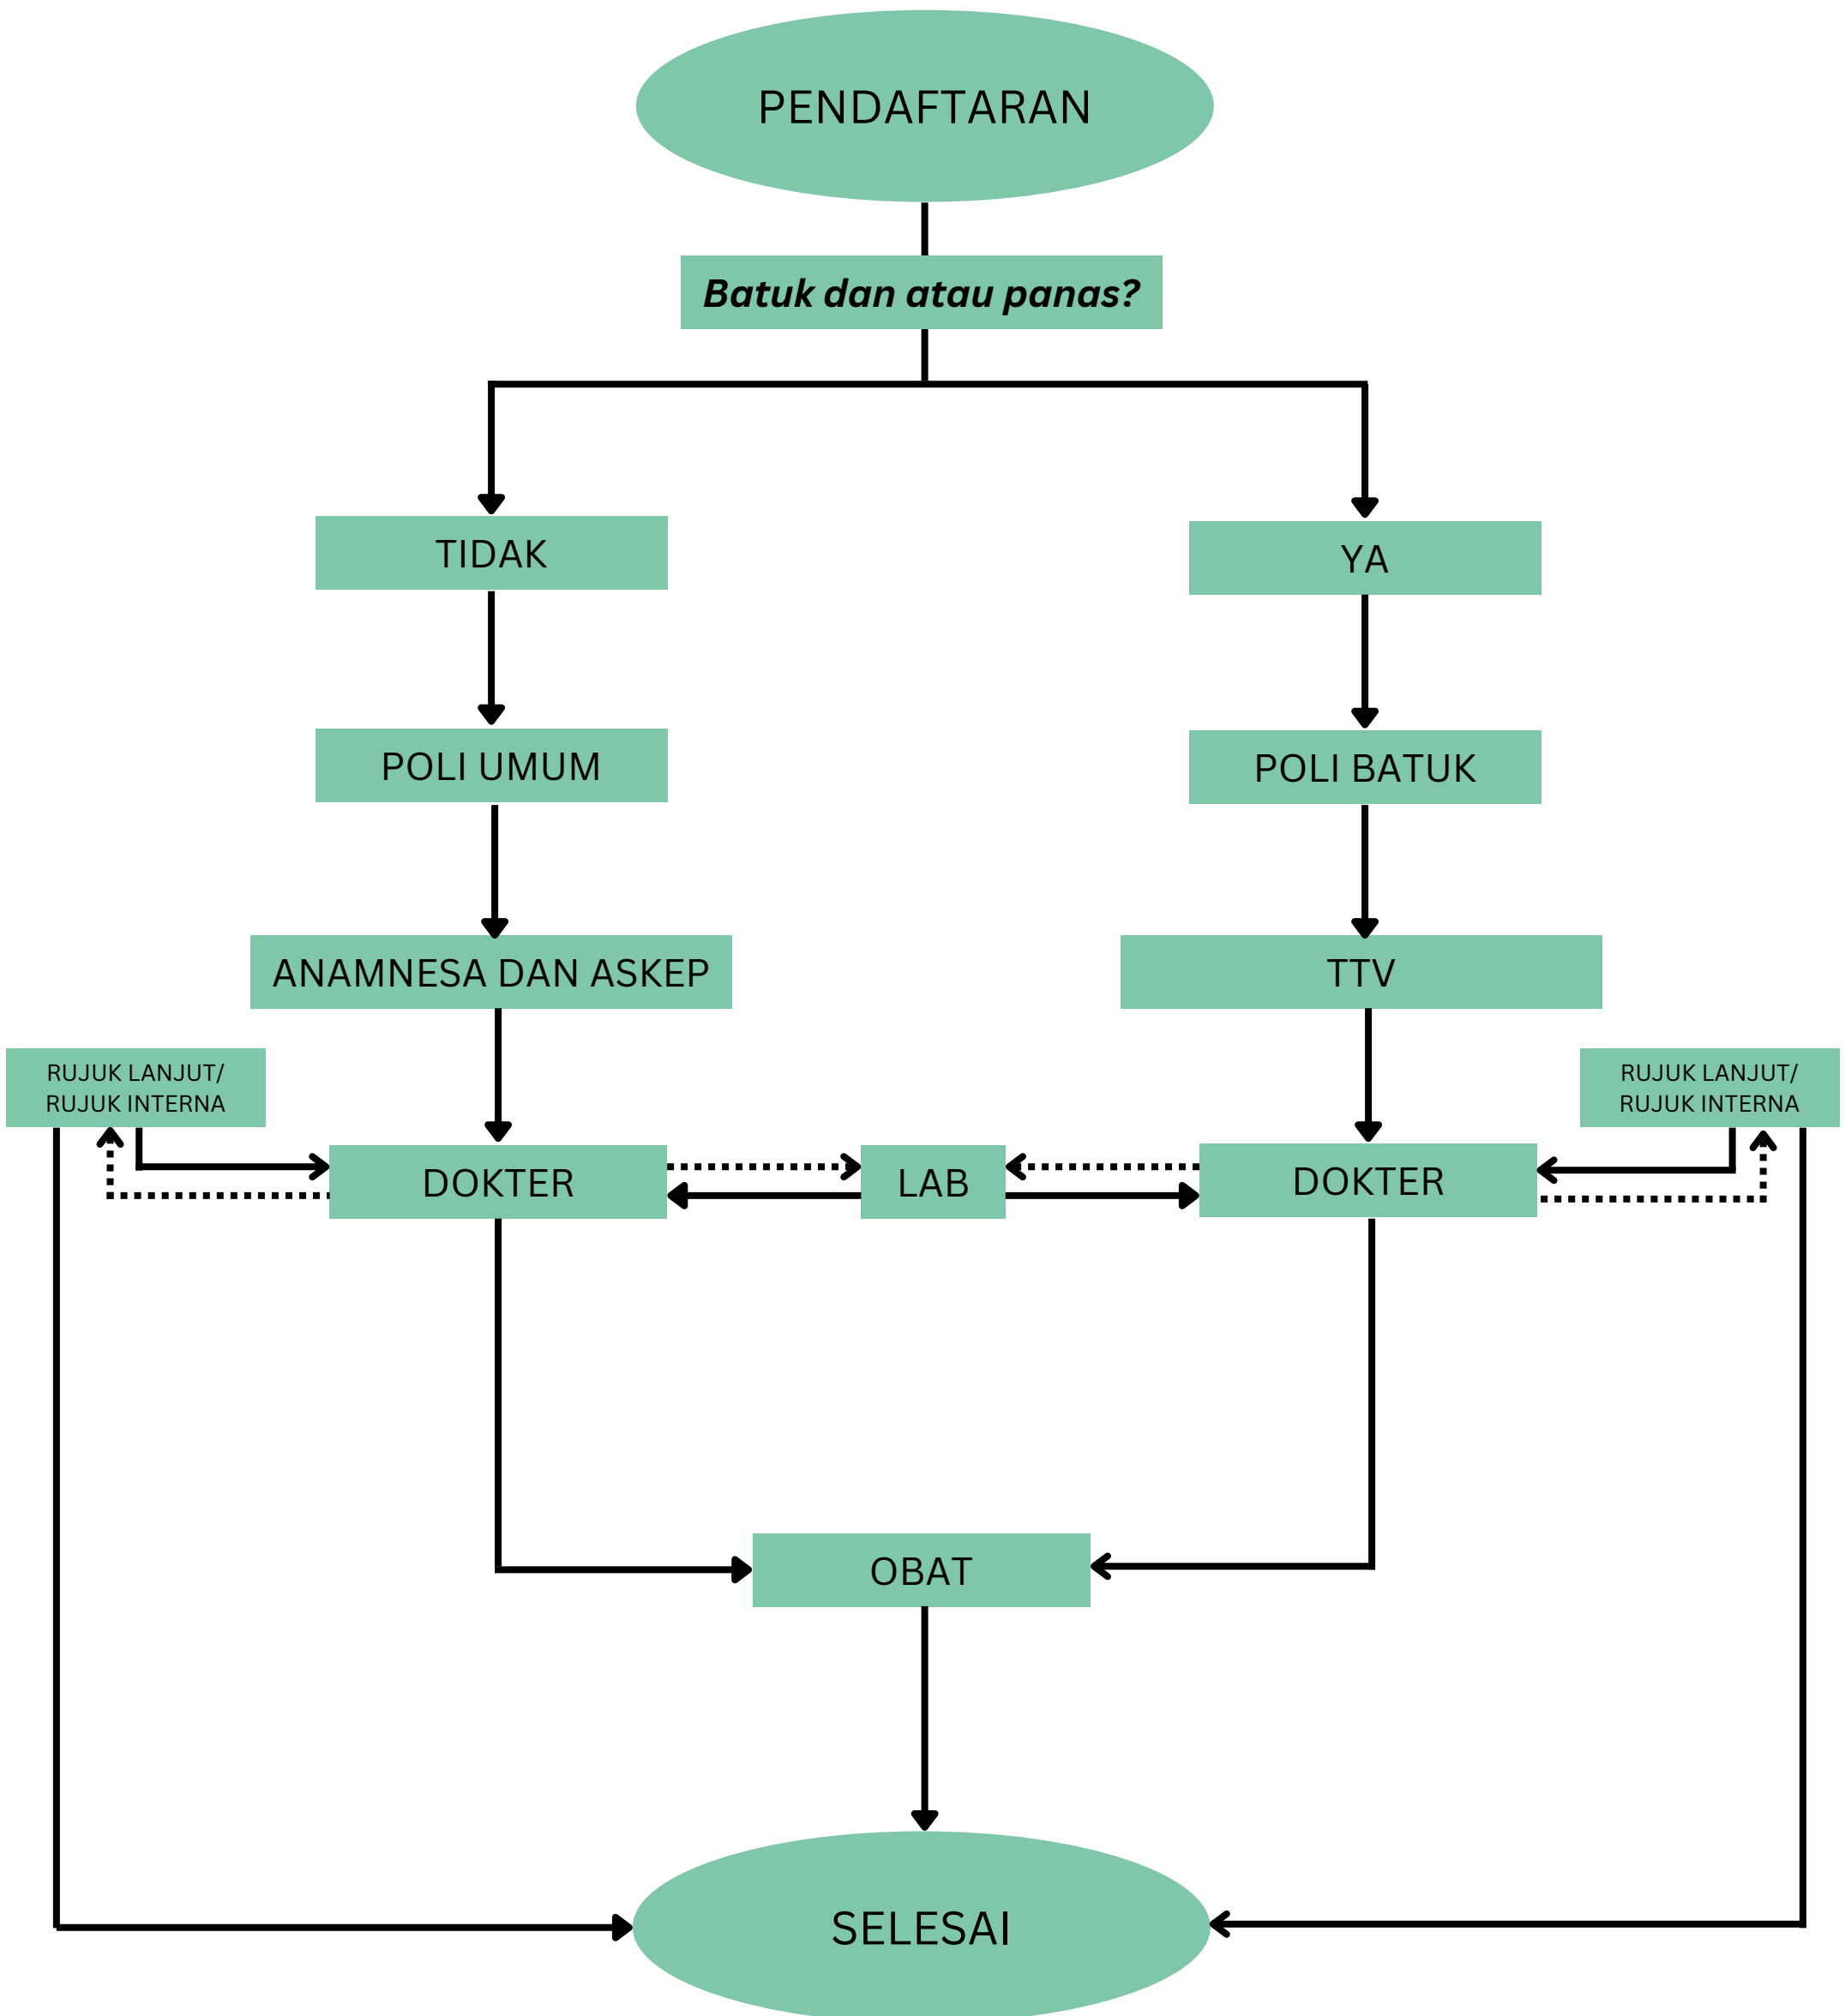 PENDAFTARAN
Batuk dan atau panas?
TIDAK
YA
POLI UMUM
POLI BATUK
ANAMNESA DAN ASKEP
TTV
RUJUK LANJUT/
RUJUK INTERNA
RUJUK LANJUT/
RUJUK INTERNA
DOKTER
LAB
DOKTER
OBAT
SELESAI